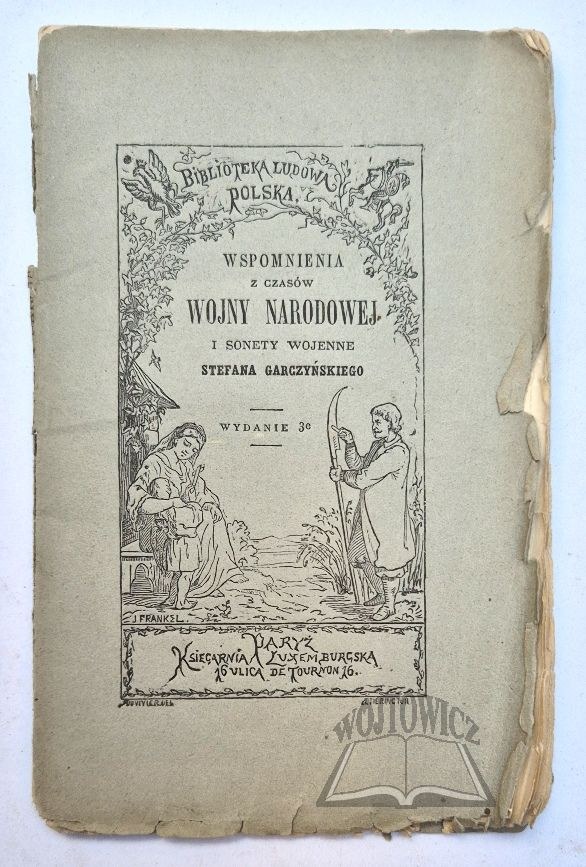 BIBLIOTEKA LUDOWA
POLSKA.
WSPOMNIENIA
Z CZASÓW
WOJNY NARODOWEJ
I SONETY WOJENNE
STEFANA GARCZYŃSKIEGO
WYDANIE 3e
J. FRANKEL
PARYŻ
KSIĘGARNIA LUXEMBURGSKA
16 ULICA DE TOURNON 16.
WÓJTOWICZ